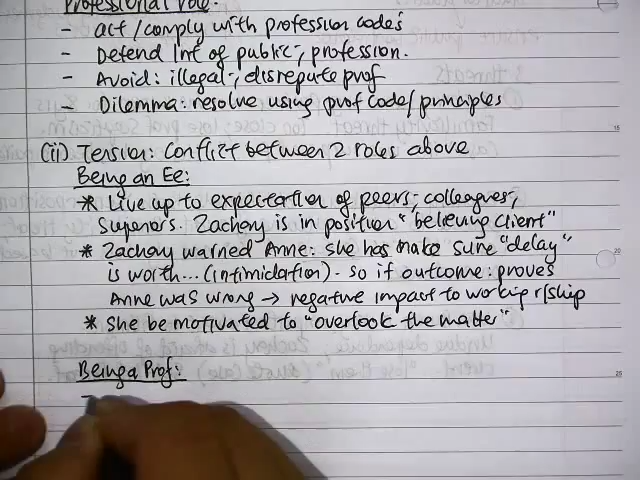 Professional role:
- act/comply with profession codes
- Defend int of public, profession.
- Avoid: illegal, disrepute prof
- Dilemma: resolve using prof code/principles
(ii) Tension: Conflict between 2 roles above
Being an Ee:
* Live up to expectation of peers, colleagues,
superiors. Zachary is in position "believing client"
* Zachary warned Anne: she has make sure "delay"
is worth... (intimidation). So if outcome: proves
Anne was wrong → negative impact to working r/ship
* She be motivated to "overlook the matter"
Being a Prof:
-